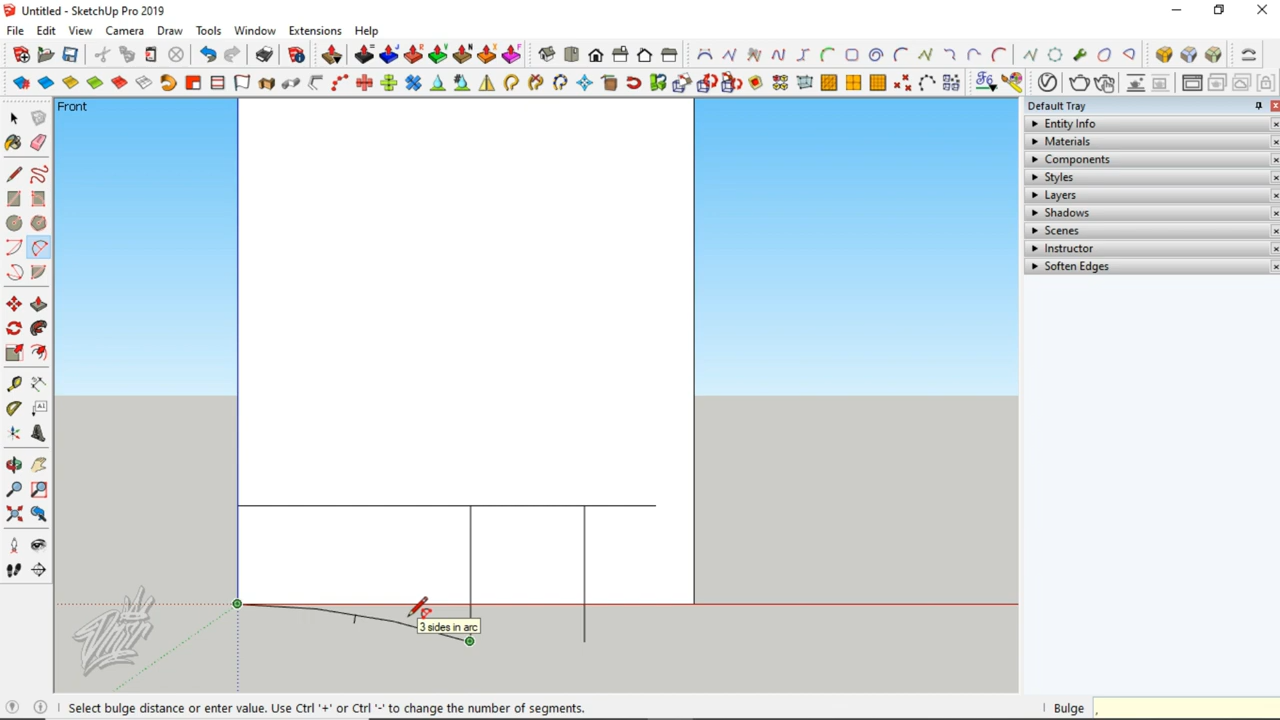 Untitled - SketchUp Pro 2019
File Edit View Camera Draw Tools Window Extensions Help
Front
Default Tray
Entity Info
Materials
Components
Styles
Layers
Shadows
Scenes
Instructor
Soften Edges
3 sides in arc
Select bulge distance or enter value. Use Ctrl '+' or Ctrl '-' to change the number of segments.
Bulge ,